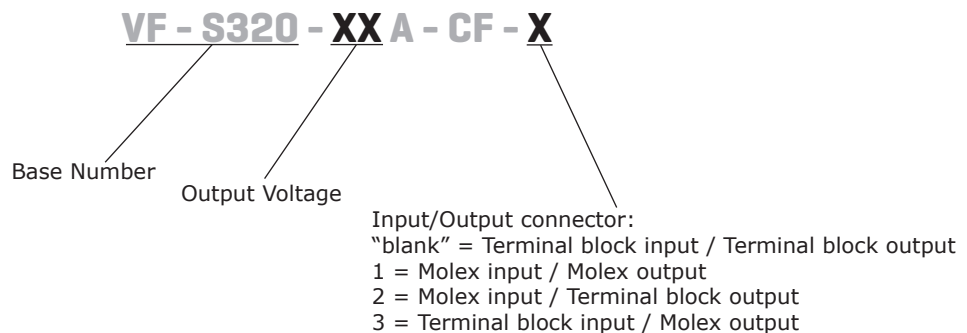 VF - S320 - XX A - CF - X
Base Number
Output Voltage
Input/Output connector:
“blank” = Terminal block input / Terminal block output
1 = Molex input / Molex output
2 = Molex input / Terminal block output
3 = Terminal block input / Molex output